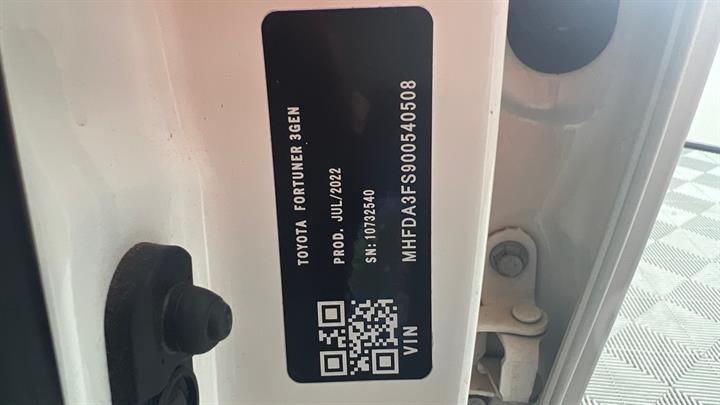 TOYOTA FORTUNER 3GEN
PROD. JUL/2022
SN: 10732540
VIN MHFDA3FS900540508